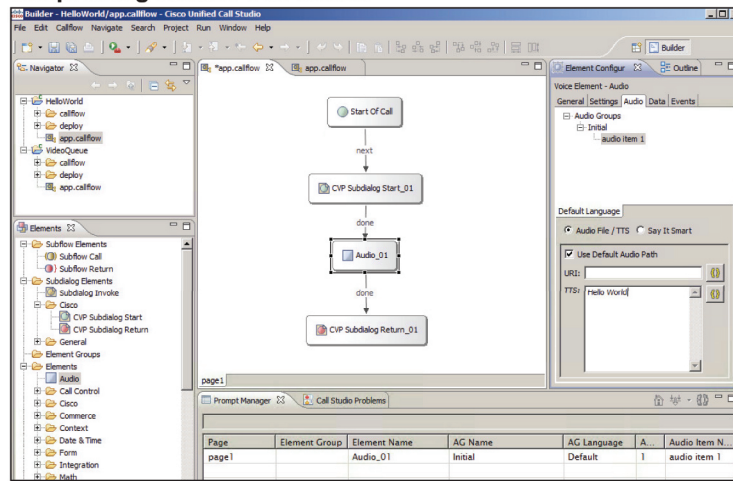 Builder - HelloWorld/app.callflow - Cisco Unified Call Studio
File Edit Callflow Navigate Search Project Run Window Help
Builder
Navigator
HelloWorld
callflow
deploy
app.callflow
VideoQueue
callflow
deploy
app.callflow
Elements
Subflow Elements
Subflow Call
Subflow Return
Subdialog Elements
Subdialog Invoke
Cisco
CVP Subdialog Start
CVP Subdialog Return
General
Element Groups
Elements
Audio
Call Control
Cisco
Commerce
Context
Date & Time
Form
Integration
Math
*app.callflow app.callflow
Start Of Call
next
CVP Subdialog Start_01
done
Audio_01
done
CVP Subdialog Return_01
page1
Element Configur Outline
Voice Element - Audio
General Settings Audio Data Events
Audio Groups
Initial
audio item 1
Default Language
Audio File / TTS Say It Smart
Use Default Audio Path
URI:
TTS: Hello World
Prompt Manager Call Studio Problems
Page Element Group Element Name AG Name AG Language A... Audio Item N...
page1 Audio_01 Initial Default 1 audio item 1